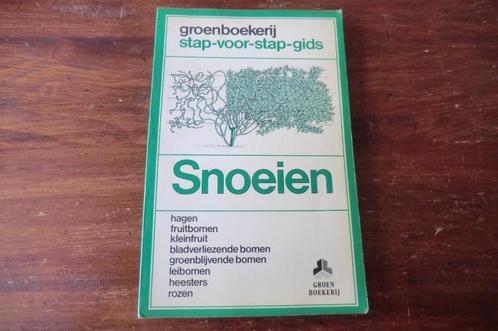 groenboekerij
stap-voor-stap-gids
Snoeien
hagen
fruitbomen
kleinfruit
bladverliezende bomen
groenblijvende bomen
leibomen
heesters
rozen
GROEN
BOEKERIJ